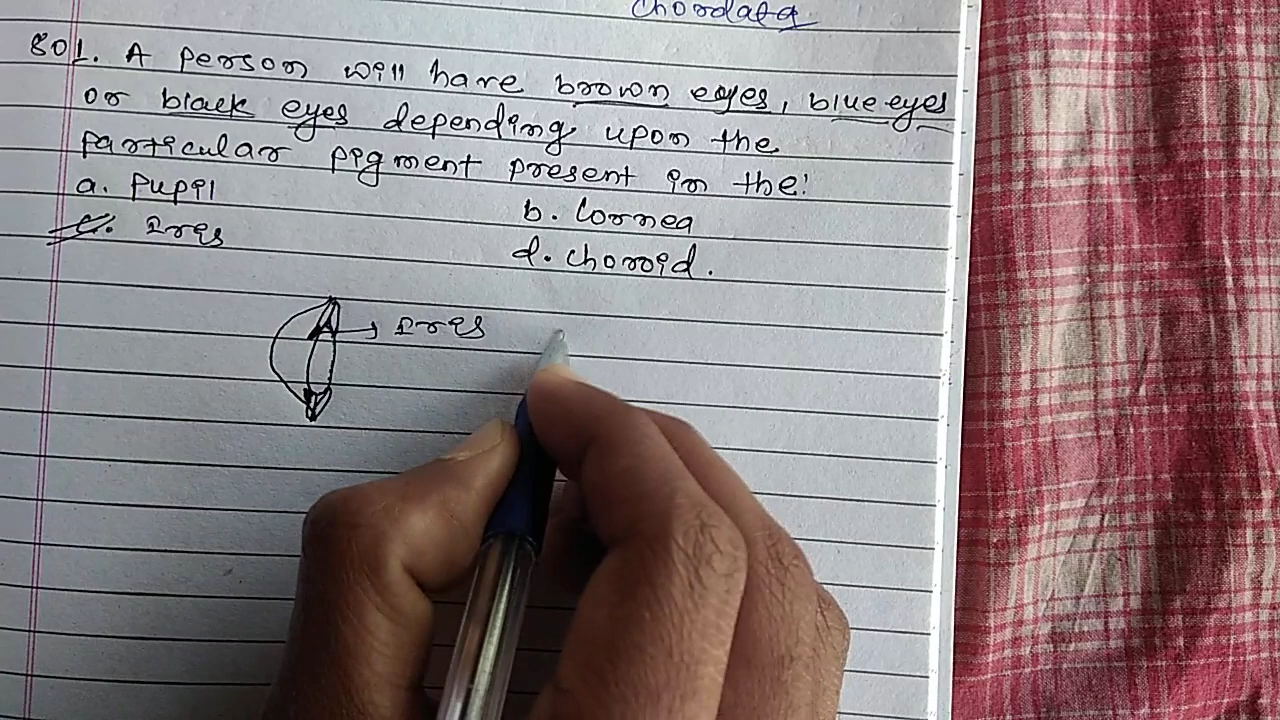 Chordata
801. A person will have brown eyes, blue eyes
or black eyes depending upon the
particular pigment present in the:
a. Pupil
b. Cornea
c. Iris
d. choroid.
Iris